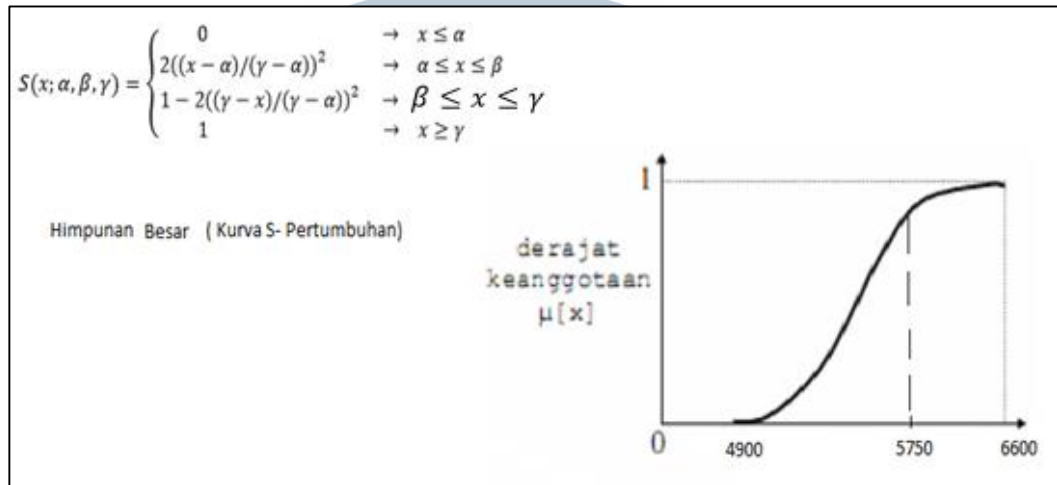 0 → x ≤ α
2((x − α)/(γ − α))² → α ≤ x ≤ β
S(x; α, β, γ) = {
1 − 2((γ − x)/(γ − α))² → β ≤ x ≤ γ
1 → x ≥ γ
Himpunan Besar ( Kurva S- Pertumbuhan)
1
derajat
keanggotaan
μ[x]
0 4900 5750 6600